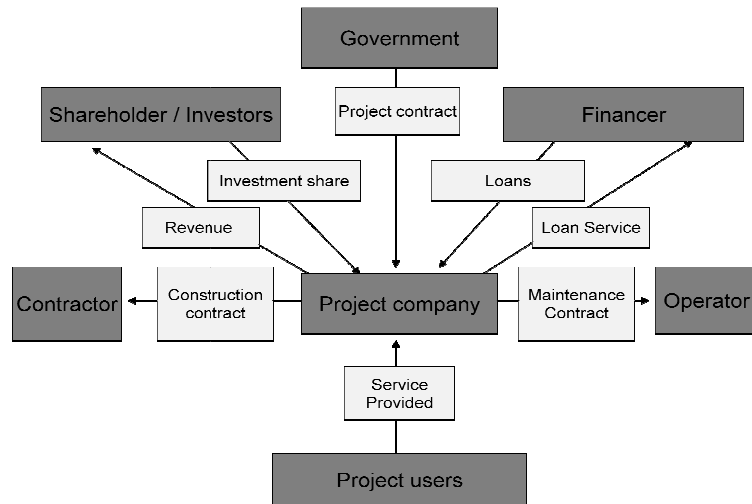 Government
Project contract
Shareholder / Investors
Financer
Investment share
Loans
Revenue
Loan Service
Contractor
Construction
contract
Project company
Maintenance
Contract
Operator
Service
Provided
Project users